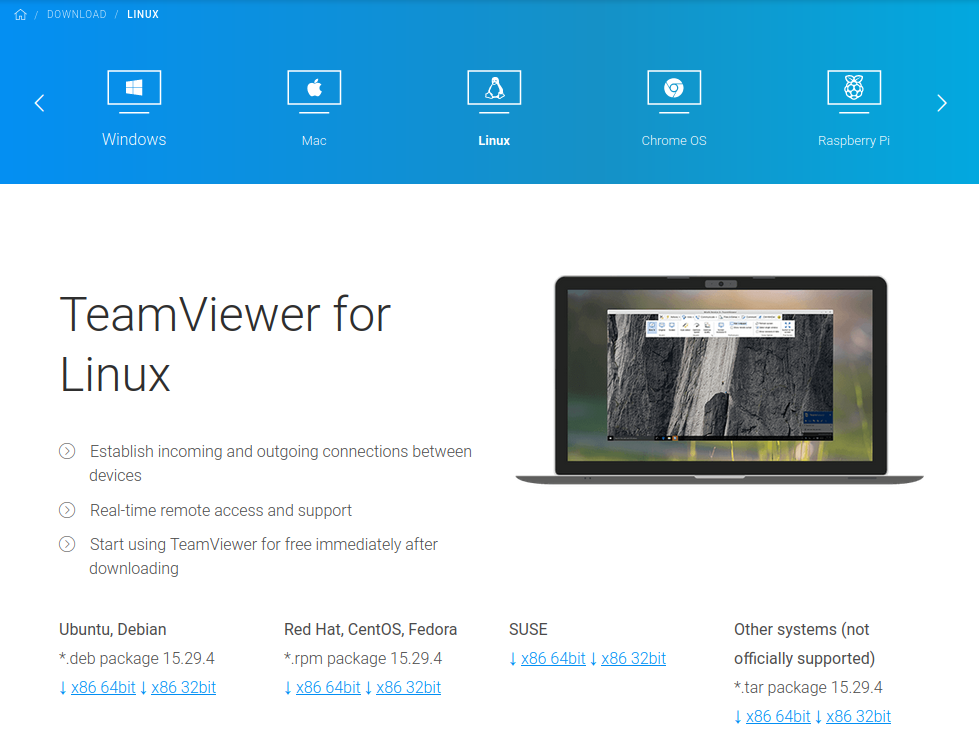 / DOWNLOAD / LINUX
Windows
Mac
Linux
Chrome OS
Raspberry Pi
TeamViewer for
Linux
Establish incoming and outgoing connections between
devices
Real-time remote access and support
Start using TeamViewer for free immediately after
downloading
Ubuntu, Debian
*.deb package 15.29.4
↓ x86 64bit ↓ x86 32bit
Red Hat, CentOS, Fedora
*.rpm package 15.29.4
↓ x86 64bit ↓ x86 32bit
SUSE
↓ x86 64bit ↓ x86 32bit
Other systems (not
officially supported)
*.tar package 15.29.4
↓ x86 64bit ↓ x86 32bit